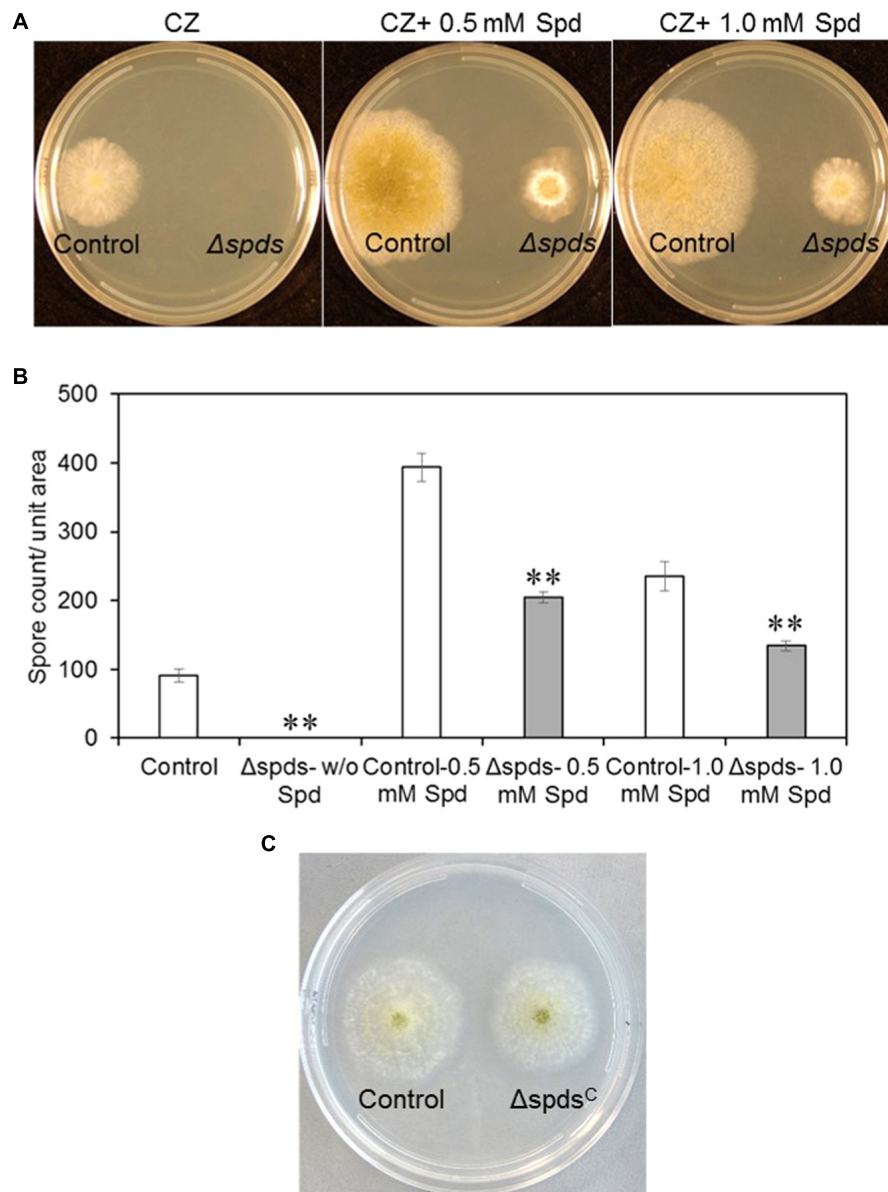 A
CZ
CZ+ 0.5 mM Spd
CZ+ 1.0 mM Spd
Control
Δspds
Control
Δspds
Control
Δspds
B
Spore count/ unit area
500
400
300
200
100
0
**
**
**
Control
Δspds- w/o
Spd
Control-0.5
mM Spd
Δspds- 0.5
mM Spd
Control-1.0
mM Spd
Δspds- 1.0
mM Spd
C
Control
ΔspdsC